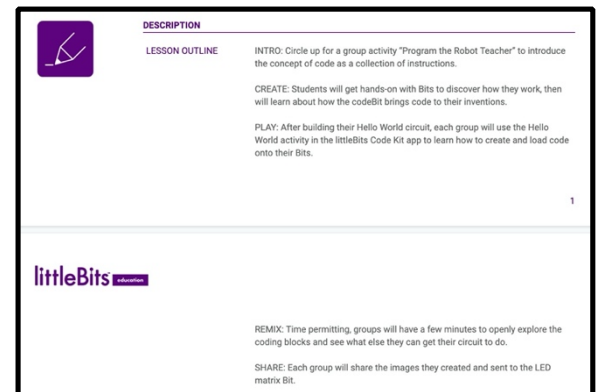 DESCRIPTION
LESSON OUTLINE
INTRO: Circle up for a group activity "Program the Robot Teacher" to introduce
the concept of code as a collection of instructions.
CREATE: Students will get hands-on with Bits to discover how they work, then
will learn about how the codeBit brings code to their inventions.
PLAY: After building their Hello World circuit, each group will use the Hello
World activity in the littleBits Code Kit app to learn how to create and load code
onto their Bits.
1
littleBits education
REMIX: Time permitting, groups will have a few minutes to openly explore the
coding blocks and see what else they can get their circuit to do.
SHARE: Each group will share the images they created and sent to the LED
matrix Bit.